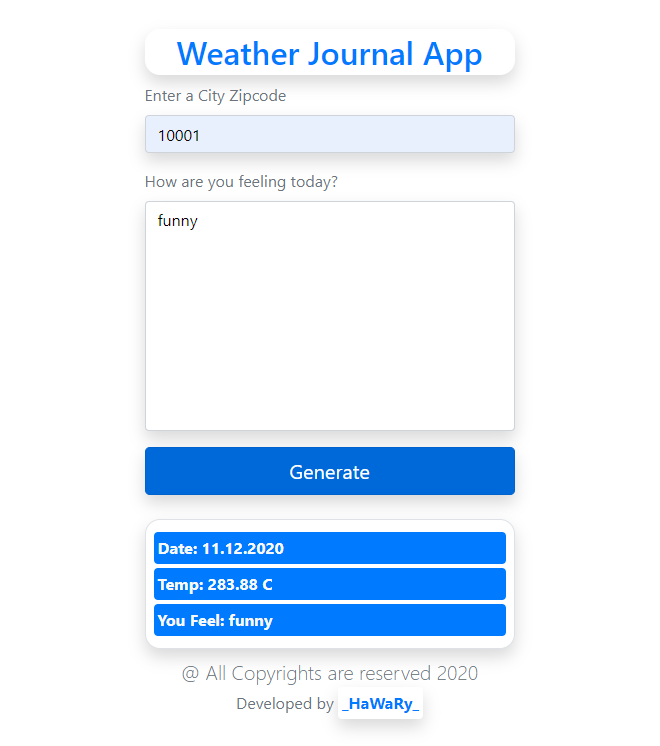 Weather Journal App
Enter a City Zipcode
10001
How are you feeling today?
funny
Generate
Date: 11.12.2020
Temp: 283.88 C
You Feel: funny
@ All Copyrights are reserved 2020
Developed by _HaWaRy_